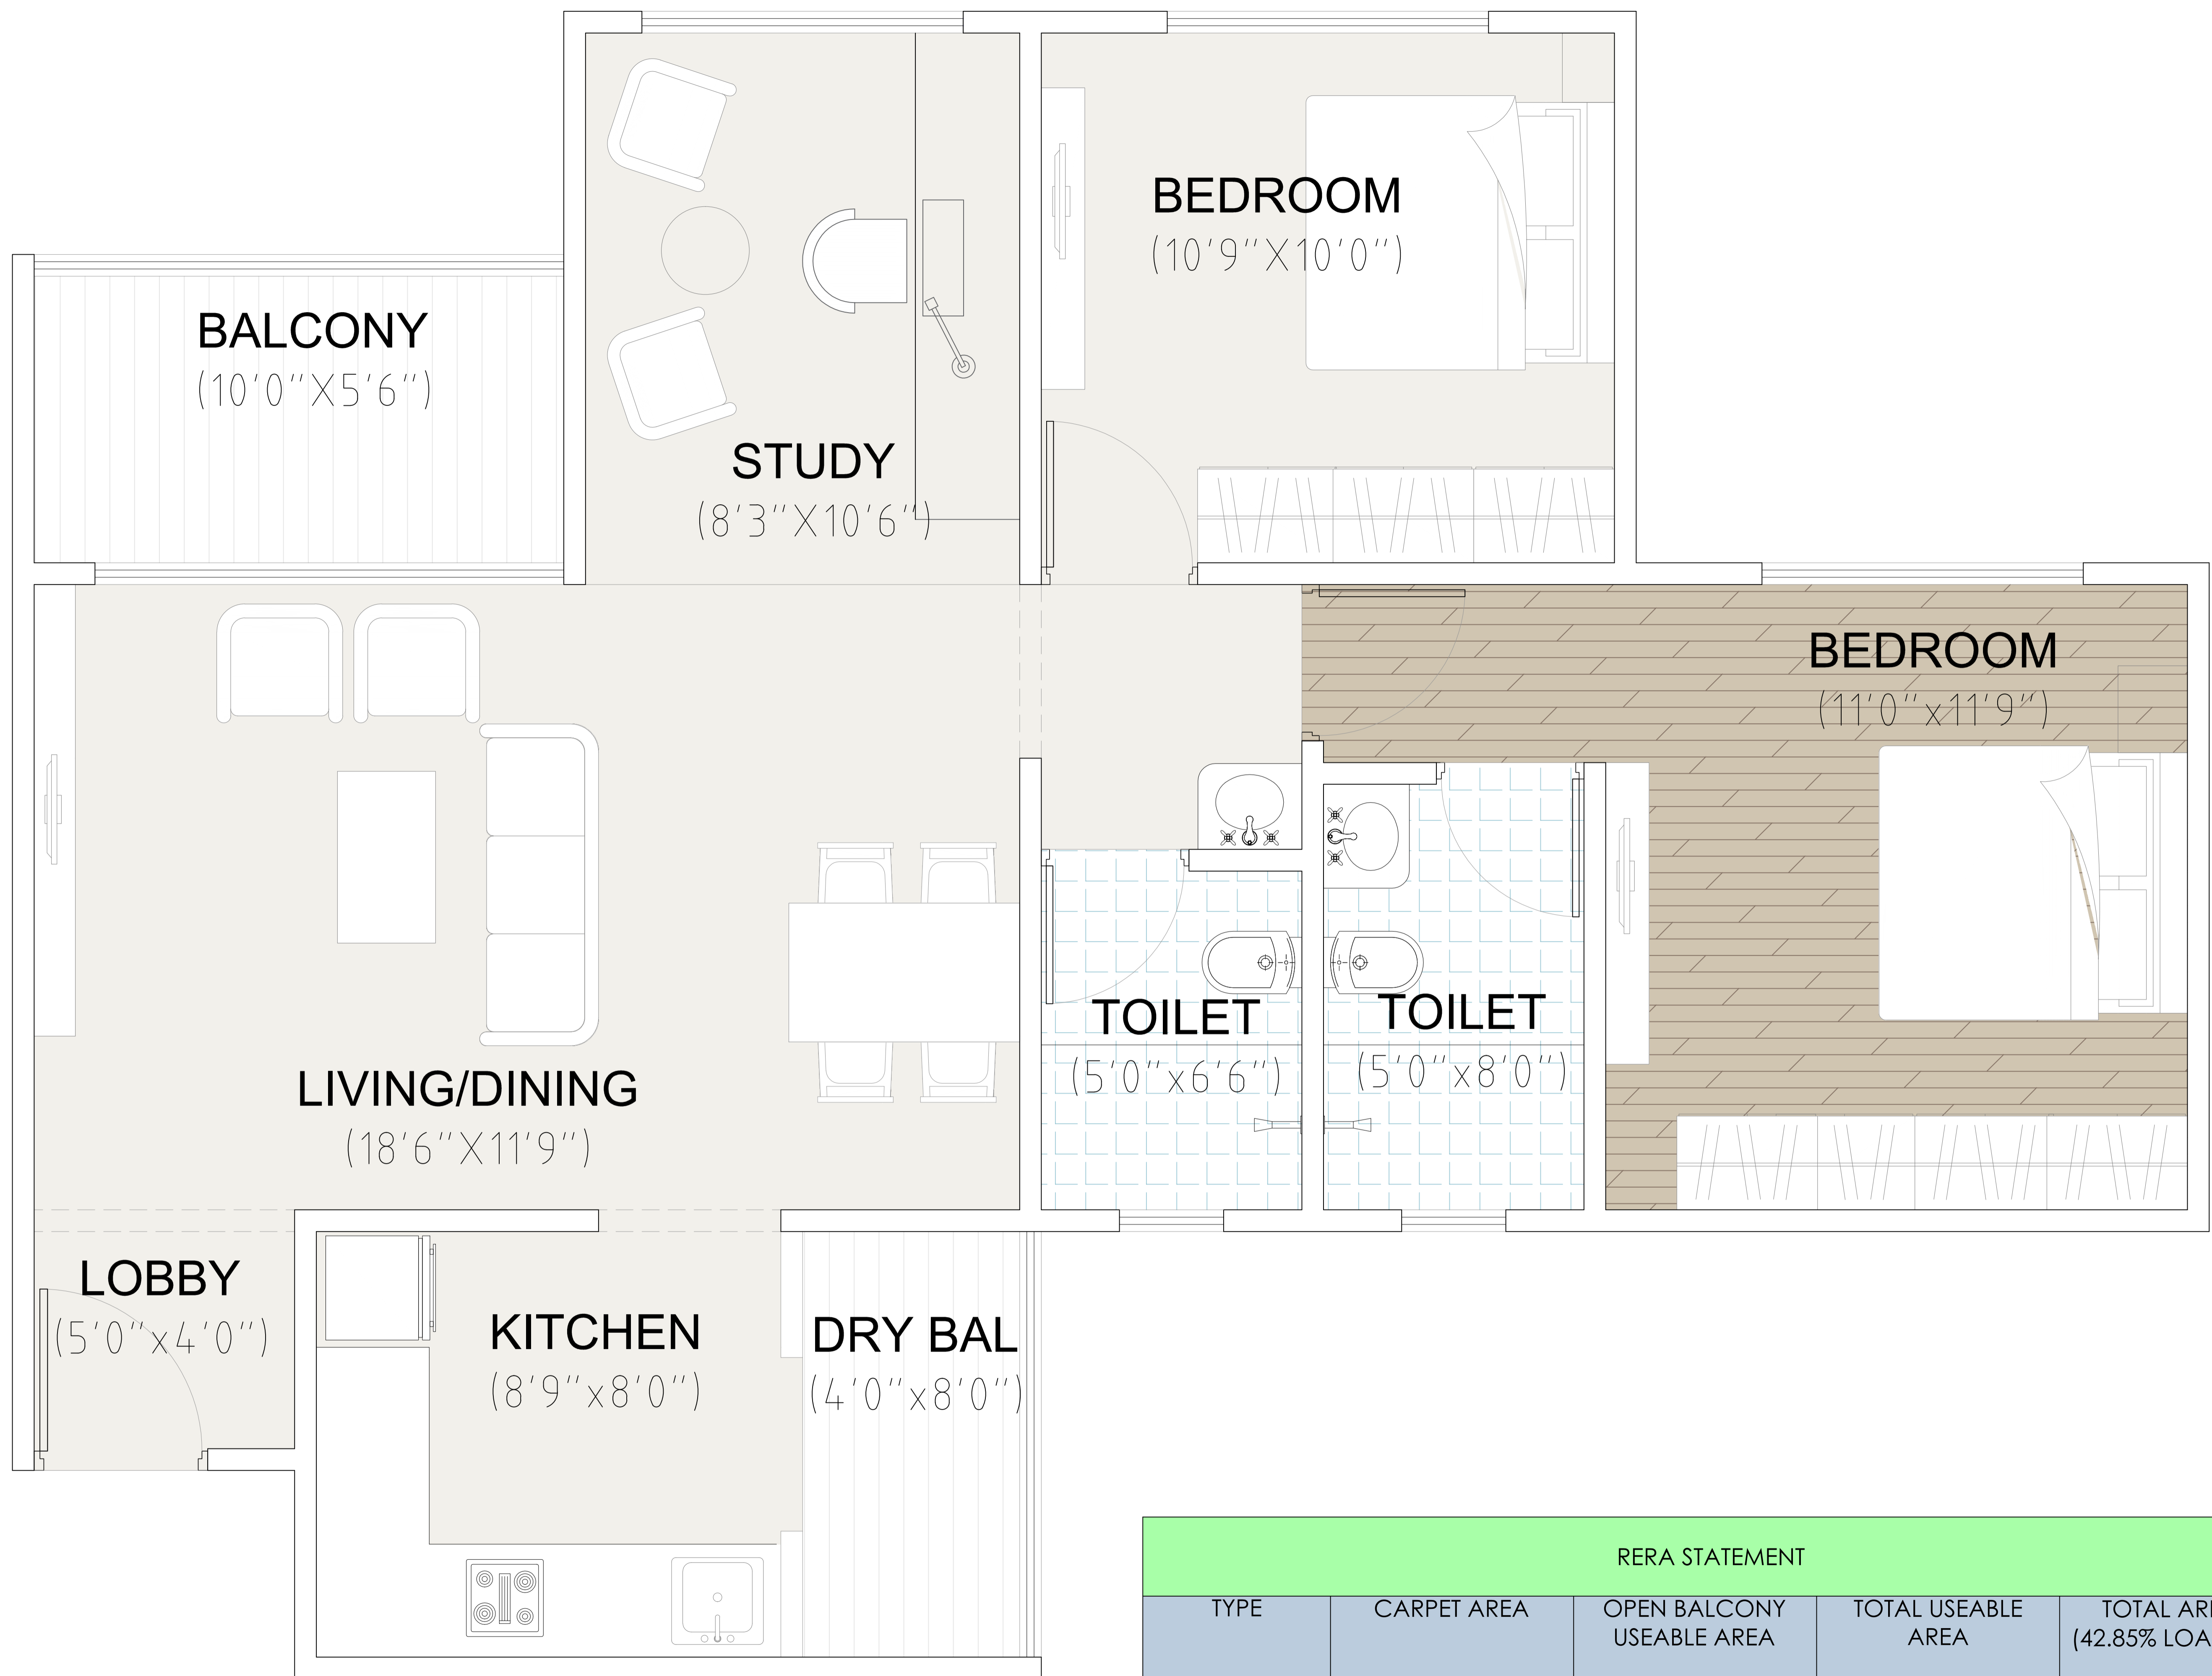 BEDROOM
(10'9"X10'0")
BALCONY
(10'0"X5'6")
STUDY
(8'3"X10'6")
BEDROOM
(11'0"x11'9")
TOILET
(5'0"x6'6")
TOILET
(5'0"x8'0")
LIVING/DINING
(18'6"X11'9")
LOBBY
(5'0"x4'0")
KITCHEN
(8'9"x8'0")
DRY BAL
(4'0"x8'0")
RERA STATEMENT
TYPE
CARPET AREA
OPEN BALCONY
USEABLE AREA
TOTAL USEABLE
AREA
TOTAL
(42.85%